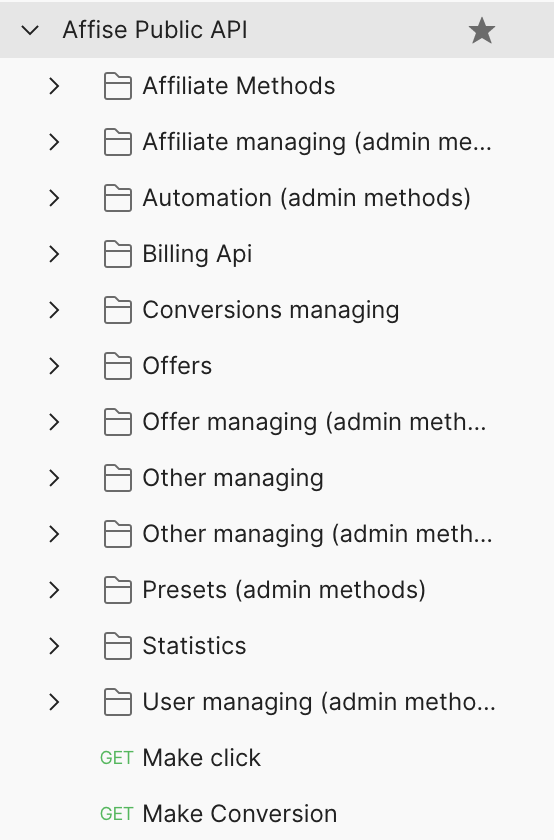 Affise Public API
Affiliate Methods
Affiliate managing (admin me...
Automation (admin methods)
Billing Api
Conversions managing
Offers
Offer managing (admin meth...
Other managing
Other managing (admin meth...
Presets (admin methods)
Statistics
User managing (admin metho...
GET Make click
GET Make Conversion